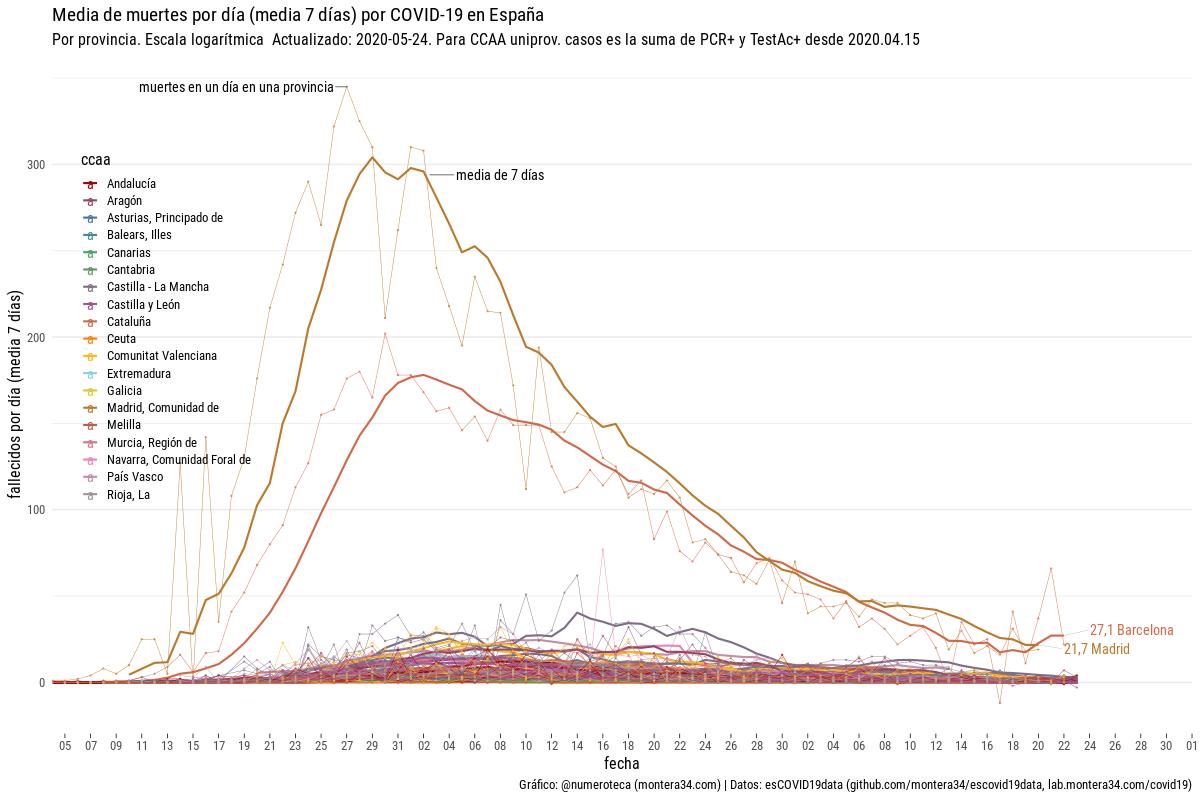 Media de muertes por día (media 7 días) por COVID-19 en España
Por provincia. Escala logarítmica  Actualizado: 2020-05-24. Para CCAA uniprov. casos es la suma de PCR+ y TestAc+ desde 2020.04.15
muertes en un día en una provincia
media de 7 días
ccaa
Andalucía
Aragón
Asturias, Principado de
Balears, Illes
Canarias
Cantabria
Castilla - La Mancha
Castilla y León
Cataluña
Ceuta
Comunitat Valenciana
Extremadura
Galicia
Madrid, Comunidad de
Melilla
Murcia, Región de
Navarra, Comunidad Foral de
País Vasco
Rioja, La
fallecidos por día (media 7 días)
300
200
100
0
27,1 Barcelona
21,7 Madrid
05 07 09 11 13 15 17 19 21 23 25 27 29 31 02 04 06 08 10 12 14 16 18 20 22 24 26 28 30 02 04 06 08 10 12 14 16 18 20 22 24 26 28 30 01
fecha
Gráfico: @numeroteca (montera34.com) | Datos: esCOVID19data (github.com/montera34/escovid19data, lab.montera34.com/covid19)